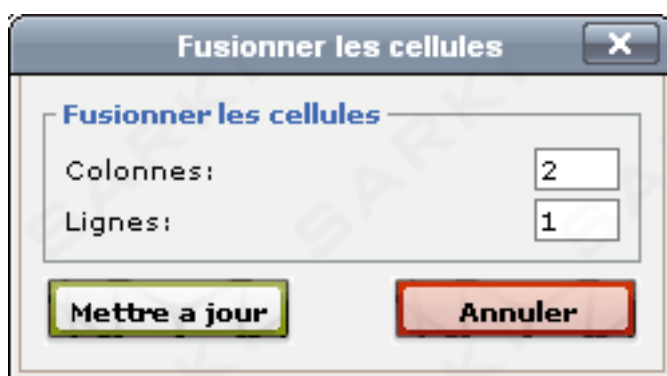 Fusionner les cellules
Fusionner les cellules
Colonnes: 2
Lignes: 1
Mettre a jour Annuler